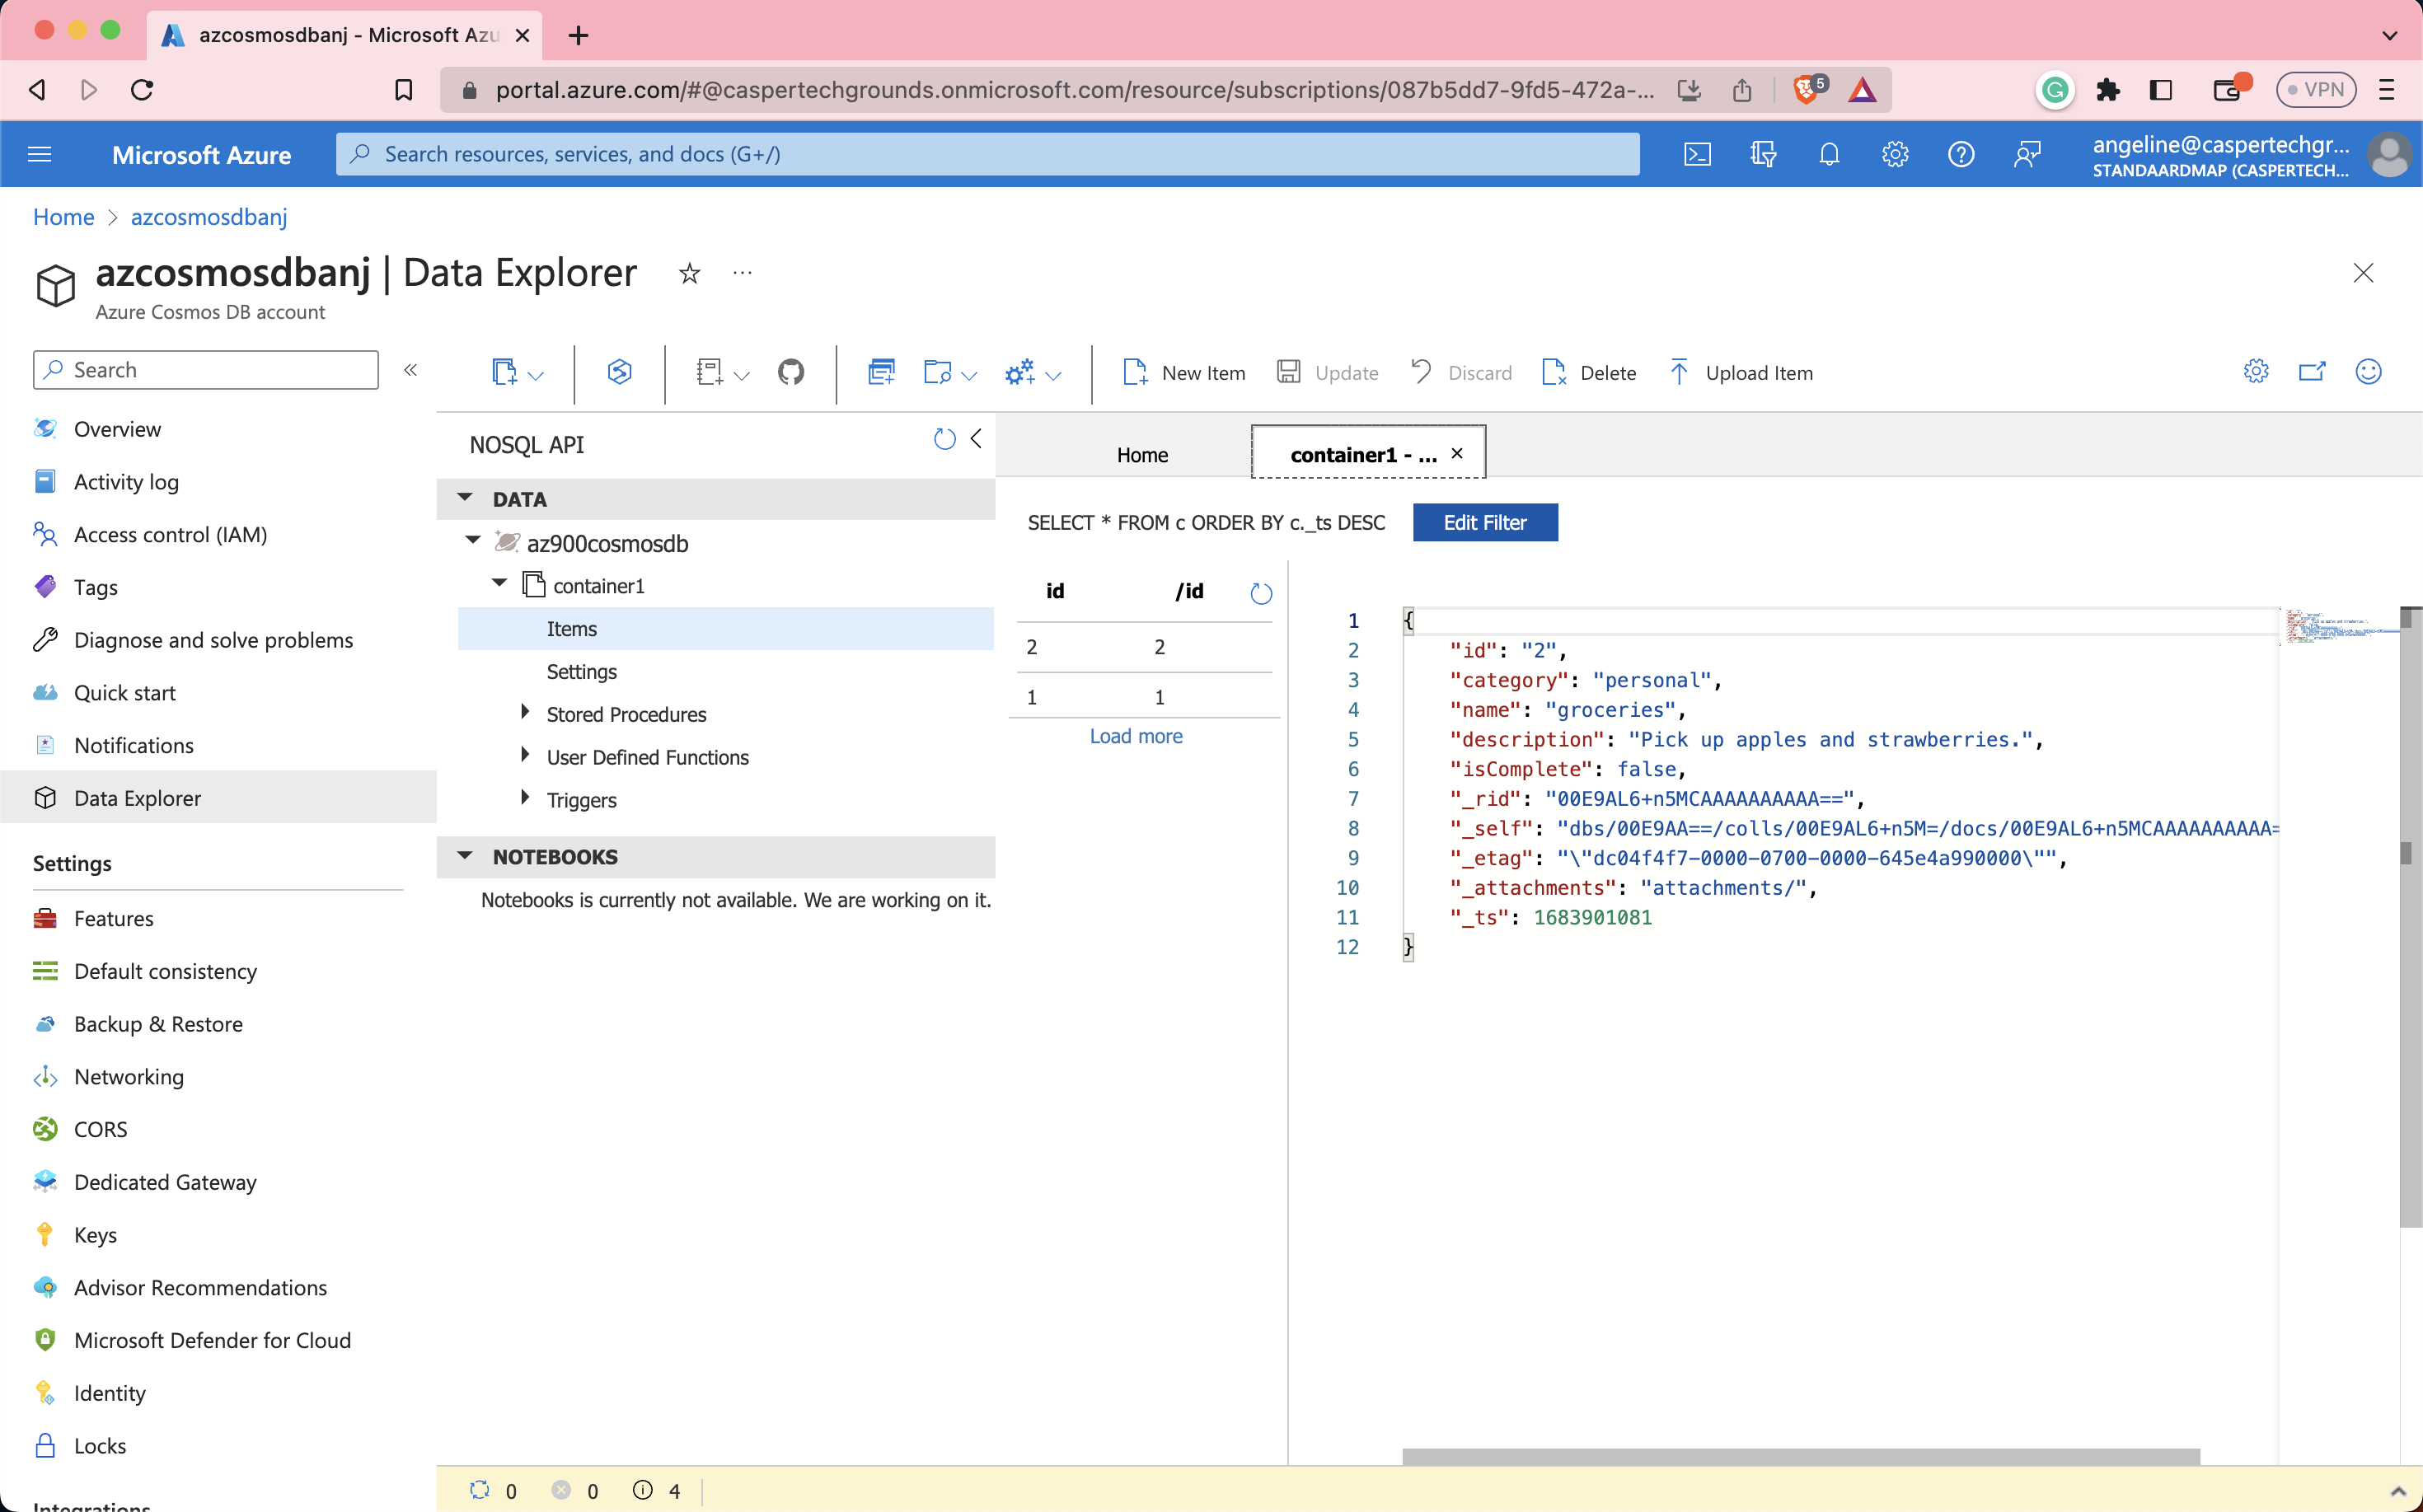 azcosmosdbanj - Microsoft Azu
portal.azure.com/#@caspertechgrounds.onmicrosoft.com/resource/subscriptions/087b5dd7-9fd5-472a-...
5
VPN
Microsoft Azure
Search resources, services, and docs (G+/)
angeline@caspertechgr...
STANDAARDMAP (CASPERTECH...
Home > azcosmosdbanj
azcosmosdbanj | Data Explorer
Azure Cosmos DB account
Search
New Item
Update
Discard
Delete
Upload Item
Overview
Activity log
Access control (IAM)
Tags
Diagnose and solve problems
Quick start
Notifications
Data Explorer
Settings
Features
Default consistency
Backup & Restore
Networking
CORS
Dedicated Gateway
Keys
Advisor Recommendations
Microsoft Defender for Cloud
Identity
Locks
Integrations
NOSQL API
DATA
az900cosmosdb
container1
Items
Settings
Stored Procedures
User Defined Functions
Triggers
NOTEBOOKS
Notebooks is currently not available. We are working on it.
Home
container1 - ...
SELECT * FROM c ORDER BY c._ts DESC
Edit Filter
id /id
2 2
1 1
Load more
1 {
2 "id": "2",
3 "category": "personal",
4 "name": "groceries",
5 "description": "Pick up apples and strawberries.",
6 "isComplete": false,
7 "_rid": "00E9AL6+n5MCAAAAAAAAAA==",
8 "_self": "dbs/00E9AA==/colls/00E9AL6+n5M=/docs/00E9AL6+n5MCAAAAAAAAAA=
9 "_etag": "\"dc04f4f7-0000-0700-0000-645e4a990000\"",
10 "_attachments": "attachments/",
11 "_ts": 1683901081
12 }
0 0 4